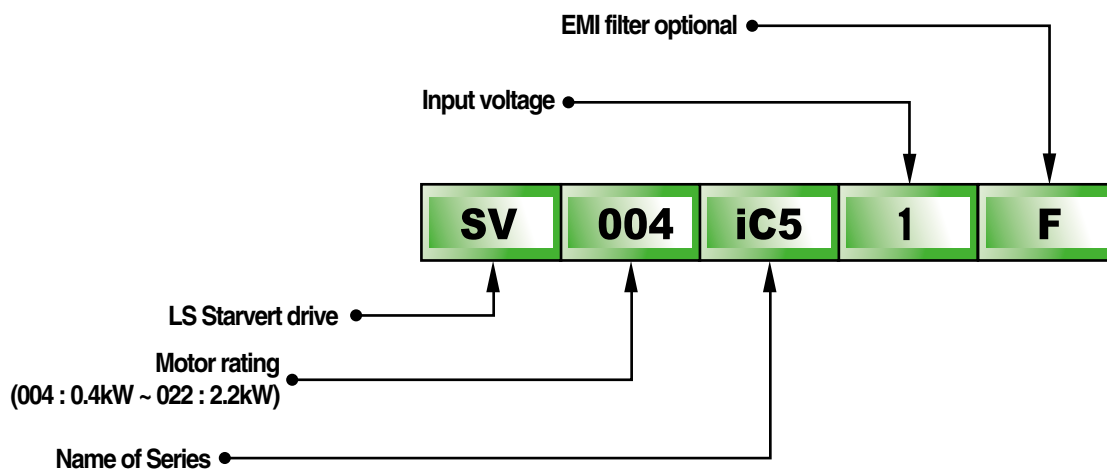 EMI filter optional
Input voltage
SV 004 iC5 1 F
LS Starvert drive
Motor rating
(004 : 0.4kW ~ 022 : 2.2kW)
Name of Series